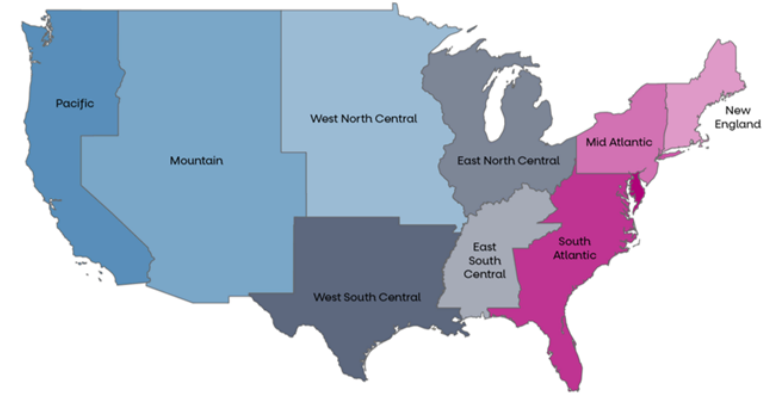 Pacific
Mountain
West North Central
East North Central
Mid Atlantic
New
England
West South Central
East
South
Central
South
Atlantic